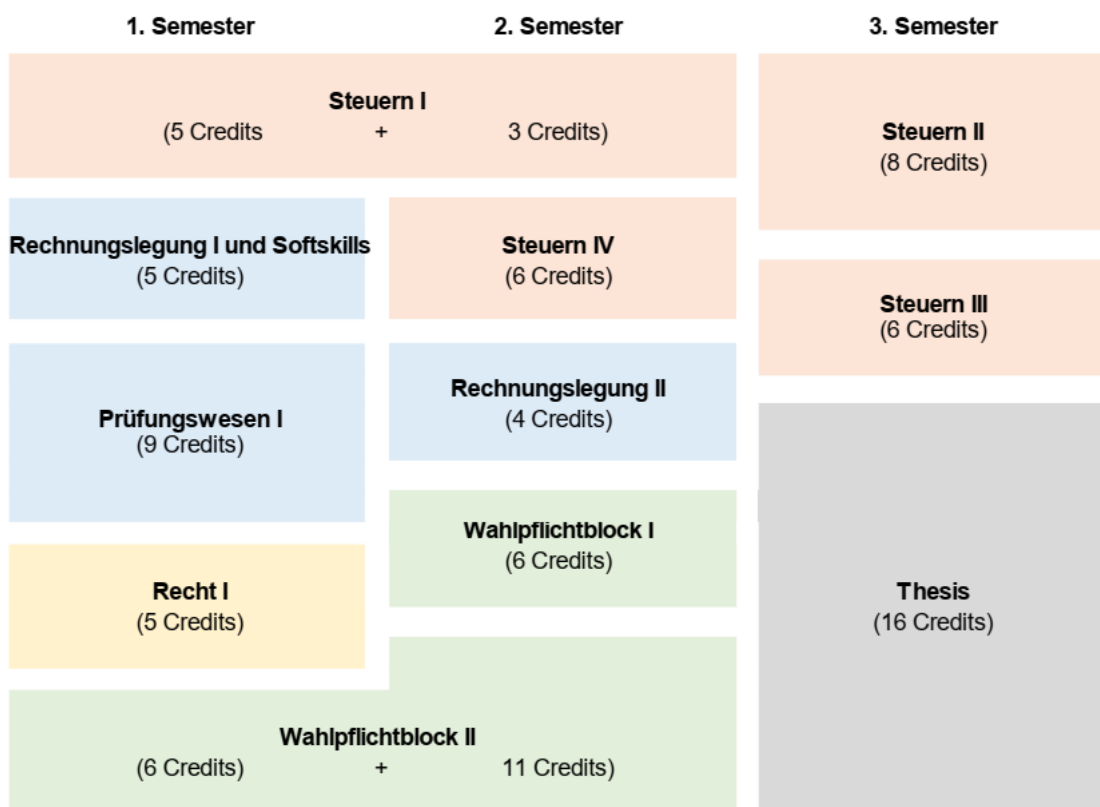 1. Semester 2. Semester 3. Semester
Steuern I
(5 Credits + 3 Credits)
Steuern II
(8 Credits)
Rechnungslegung I und Softskills
(5 Credits)
Steuern IV
(6 Credits)
Steuern III
(6 Credits)
Prüfungswesen I
(9 Credits)
Rechnungslegung II
(4 Credits)
Wahlpflichtblock I
(6 Credits)
Recht I
(5 Credits)
Thesis
(16 Credits)
Wahlpflichtblock II
(6 Credits) + 11 Credits)